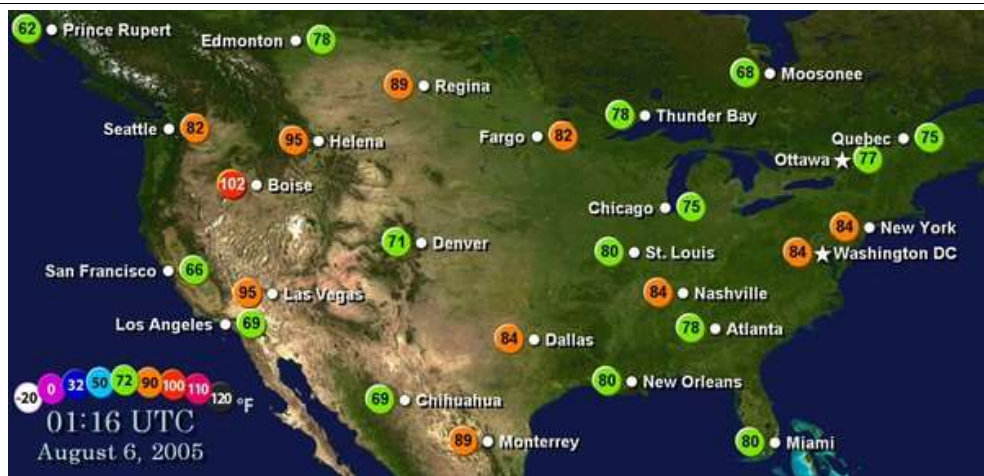 62 Prince Rupert
Edmonton 78
89 Regina
68 Moosonee
78 Thunder Bay
Seattle 82
95 Helena
Fargo 82
Quebec 75
Ottawa 77
102 Boise
Chicago 75
84 New York
71 Denver
80 St. Louis
84 Washington DC
San Francisco 66
95 Las Vegas
84 Nashville
Los Angeles 69
78 Atlanta
84 Dallas
80 New Orleans
69 Chihuahua
89 Monterrey
80 Miami
-20 0 32 50 72 90 100 110 120 °F
01:16 UTC
August 6, 2005